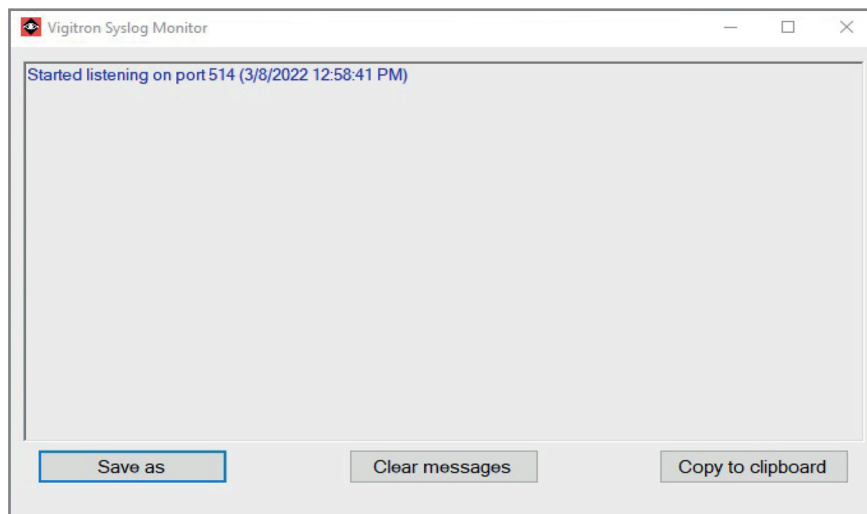 Vigitron Syslog Monitor
Started listening on port 514 (3/8/2022 12:58:41 PM)
Save as
Clear messages
Copy to clipboard